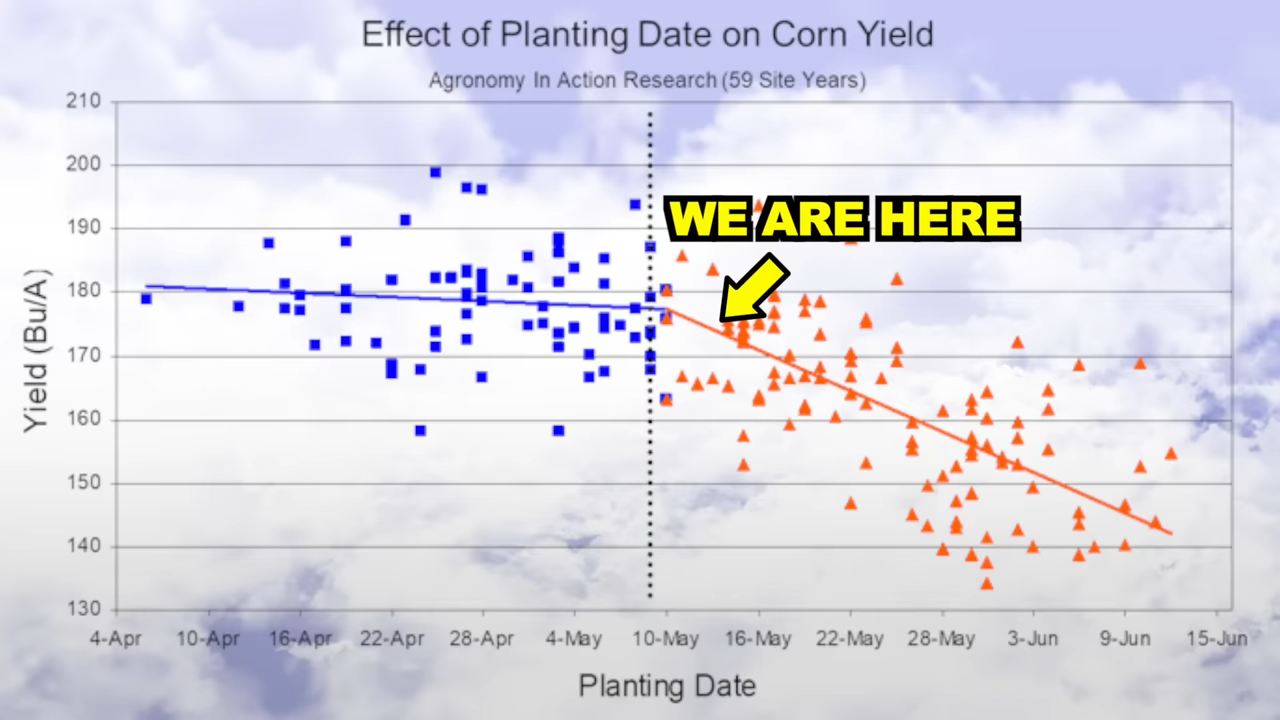 Effect of Planting Date on Corn Yield
Agronomy In Action Research (59 Site Years)
210
200
190
180
170
160
150
140
130
Yield (Bu/A)
WE ARE HERE
4-Apr 10-Apr 16-Apr 22-Apr 28-Apr 4-May 10-May 16-May 22-May 28-May 3-Jun 9-Jun 15-Jun
Planting Date